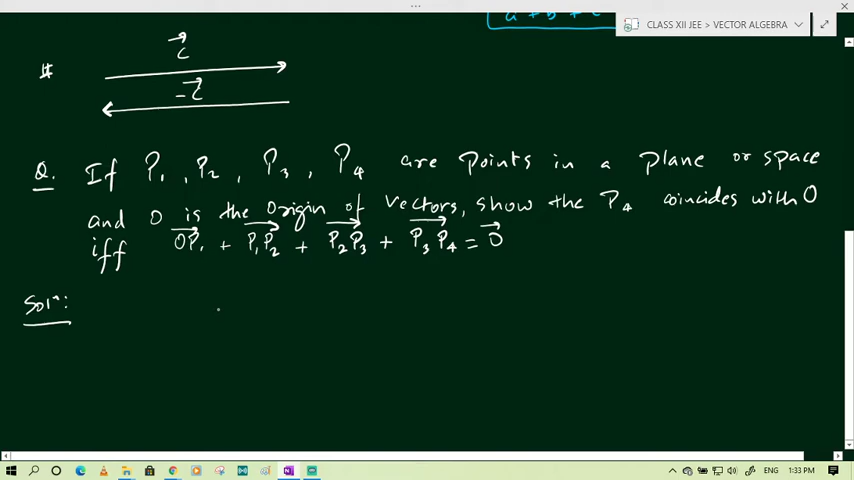 a + b + c
CLASS XII JEE > VECTOR ALGEBRA
# c⃗
-c⃗
Q. If P₁, P₂, P₃, P₄ are points in a plane or space
and O is the Origin of Vectors, show the P₄ coincides with O
iff OP₁⃗ + P₁P₂⃗ + P₂P₃⃗ + P₃P₄⃗ = 0⃗
Solⁿ:
ENG 1:33 PM